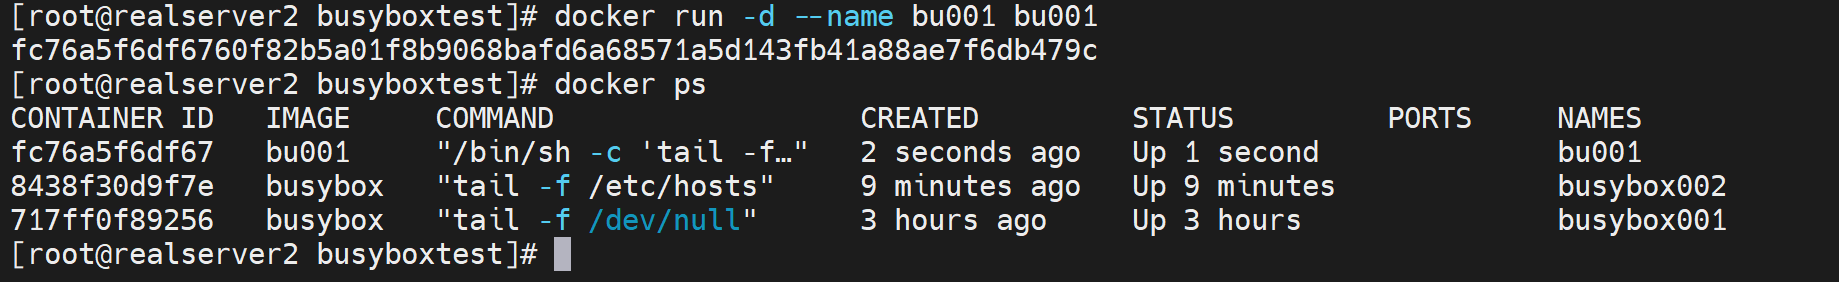 [root@realserver2 busyboxtest]# docker run -d --name bu001 bu001
fc76a5f6df6760f82b5a01f8b9068bafd6a68571a5d143fb41a88ae7f6db479c
[root@realserver2 busyboxtest]# docker ps
CONTAINER ID   IMAGE     COMMAND                  CREATED         STATUS         PORTS     NAMES
fc76a5f6df67   bu001     "/bin/sh -c 'tail -f…"   2 seconds ago   Up 1 second              bu001
8438f30d9f7e   busybox   "tail -f /etc/hosts"     9 minutes ago   Up 9 minutes             busybox002
717ff0f89256   busybox   "tail -f /dev/null"      3 hours ago     Up 3 hours               busybox001
[root@realserver2 busyboxtest]#